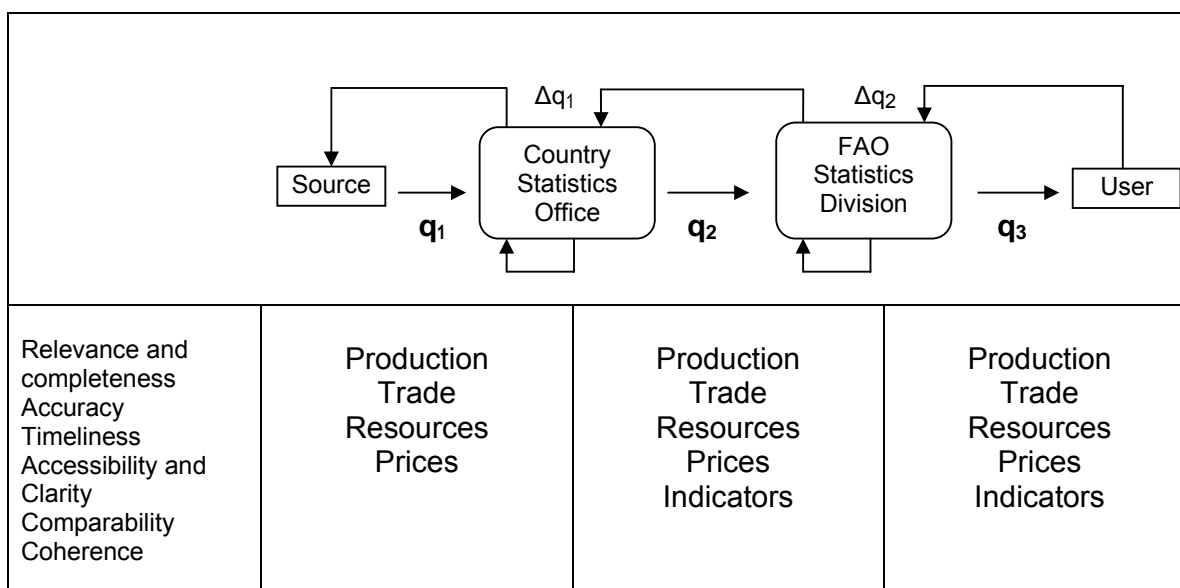 Δq₁
Δq₂
Source
Country
Statistics
Office
FAO
Statistics
Division
User
q₁
q₂
q₃
Relevance and
completeness
Accuracy
Timeliness
Accessibility and
Clarity
Comparability
Coherence
Production
Trade
Resources
Prices
Production
Trade
Resources
Prices
Indicators
Production
Trade
Resources
Prices
Indicators